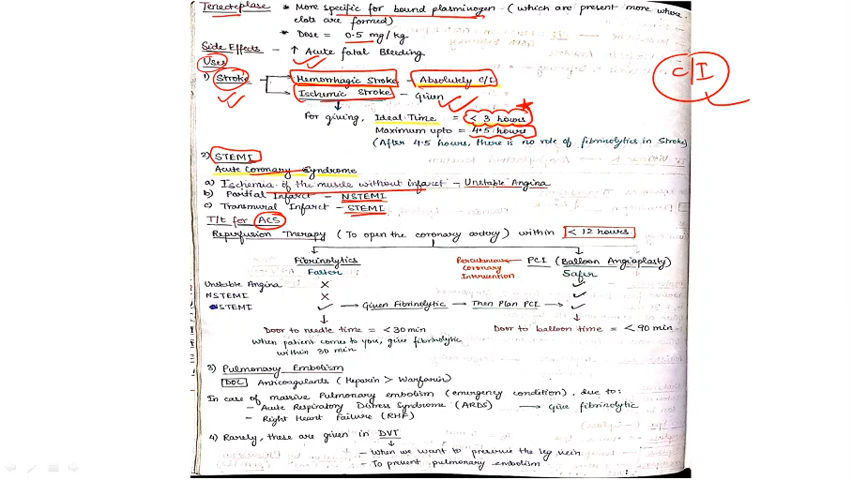 Tenecteplase * More specific for bound plasminogen (which are present more where
clots are formed)
* Dose = 0.5 mg/kg.
Side Effects - ↑ Acute fatal Bleeding.
Uses
1) Stroke Hemorrhagic Stroke - Absolutely C/I
Ischemic Stroke - Given
C/I
For giving, Ideal Time = < 3 hours
Maximum upto = 4.5 hours
(After 4.5 hours, there is no role of fibrinolytics in Stroke)
2) STEMI
Acute Coronary Syndrome
a) Ischemia of the muscle without infarct - Unstable Angina
b) Partial Infarct - NSTEMI
c) Transmural Infarct - STEMI
T/t for ACS
Reperfusion Therapy (To open the coronary artery) within < 12 hours
Fibrinolytics Percutaneous PCI (Balloon Angioplasty)
Faster Coronary Safer
Intervention
Unstable Angina X ✓
NSTEMI X ✓
STEMI ✓ → Given Fibrinolytic → Then Plan PCI → ✓
Door to needle time = < 30 min Door to balloon time = < 90 min
When patient comes to you, give fibrinolytic
within 30 min
3) Pulmonary Embolism
DOC Anticoagulants (Heparin > Warfarin)
In case of massive Pulmonary embolism (emergency condition), due to:
- Acute Respiratory Distress Syndrome (ARDS) → Give fibrinolytic
- Right Heart Failure (RHF)
4) Rarely, these are given in DVT
- When we want to preserve the leg vein
- To prevent pulmonary embolism